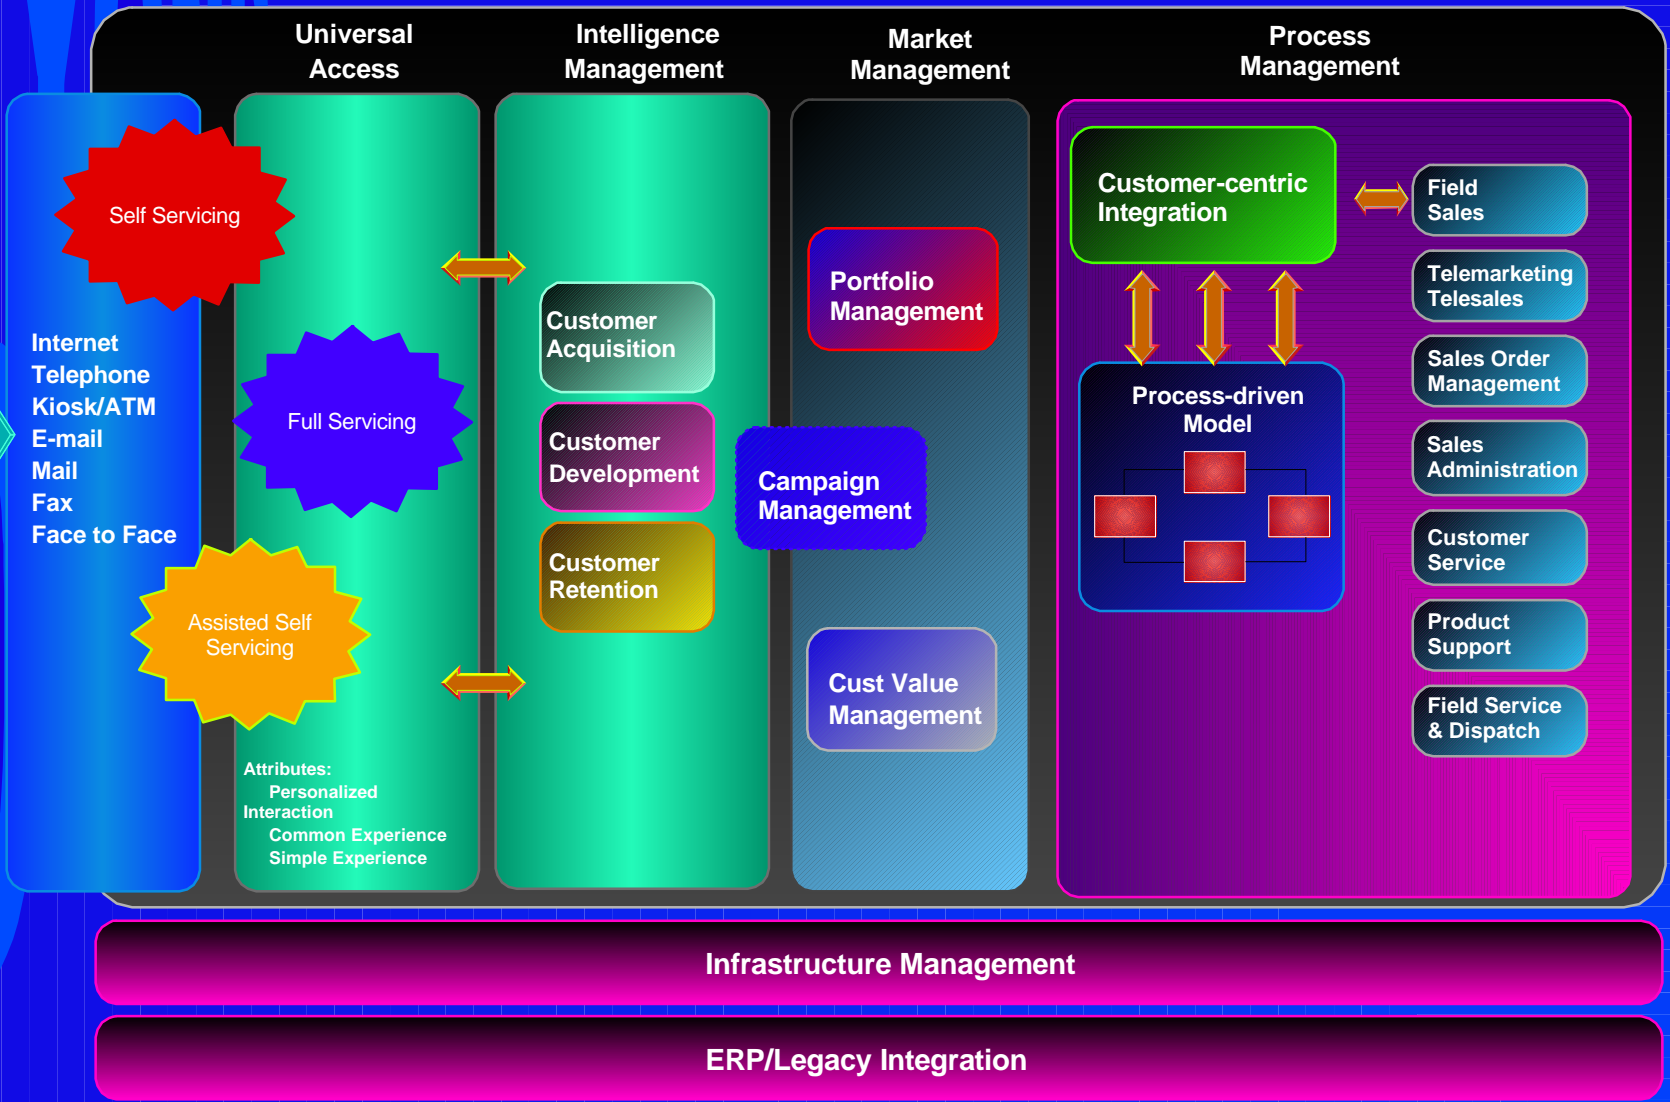 Universal
Access
Intelligence
Management
Market
Management
Process
Management
Self Servicing
Internet
Telephone
Kiosk/ATM
E-mail
Mail
Fax
Face to Face
Full Servicing
Assisted Self
Servicing
Attributes:
Personalized
Interaction
Common Experience
Simple Experience
Customer
Acquisition
Customer
Development
Customer
Retention
Portfolio
Management
Campaign
Management
Cust Value
Management
Customer-centric
Integration
Process-driven
Model
Field
Sales
Telemarketing
Telesales
Sales Order
Management
Sales
Administration
Customer
Service
Product
Support
Field Service
& Dispatch
Infrastructure Management
ERP/Legacy Integration